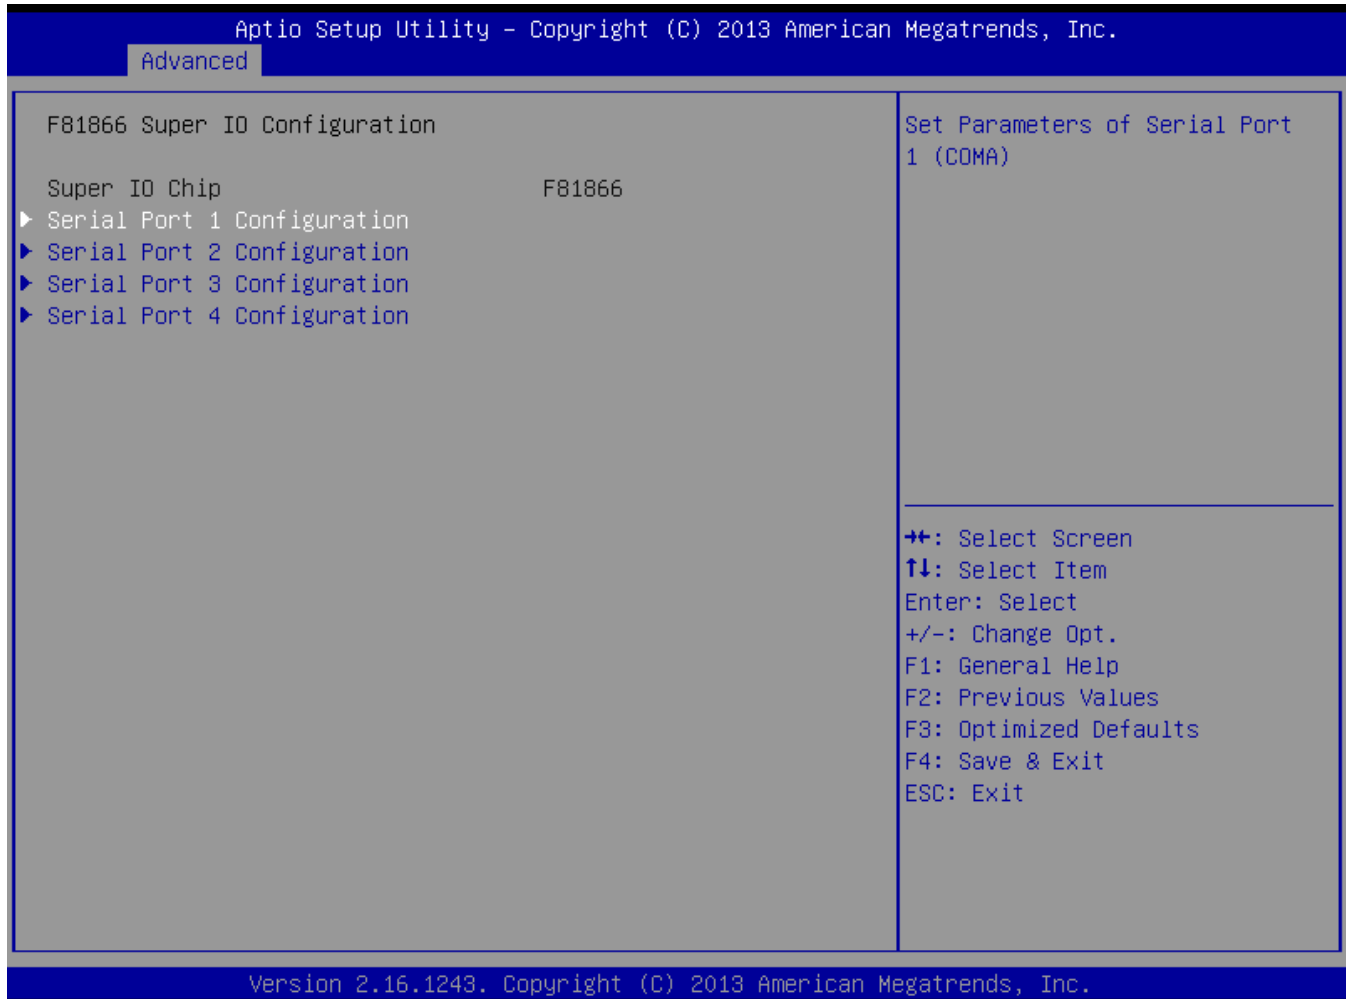 Aptio Setup Utility – Copyright (C) 2013 American Megatrends, Inc.
Advanced
F81866 Super IO Configuration
Super IO Chip F81866
Serial Port 1 Configuration
Serial Port 2 Configuration
Serial Port 3 Configuration
Serial Port 4 Configuration
Set Parameters of Serial Port
1 (COMA)
→←: Select Screen
↑↓: Select Item
Enter: Select
+/-: Change Opt.
F1: General Help
F2: Previous Values
F3: Optimized Defaults
F4: Save & Exit
ESC: Exit
Version 2.16.1243. Copyright (C) 2013 American Megatrends, Inc.